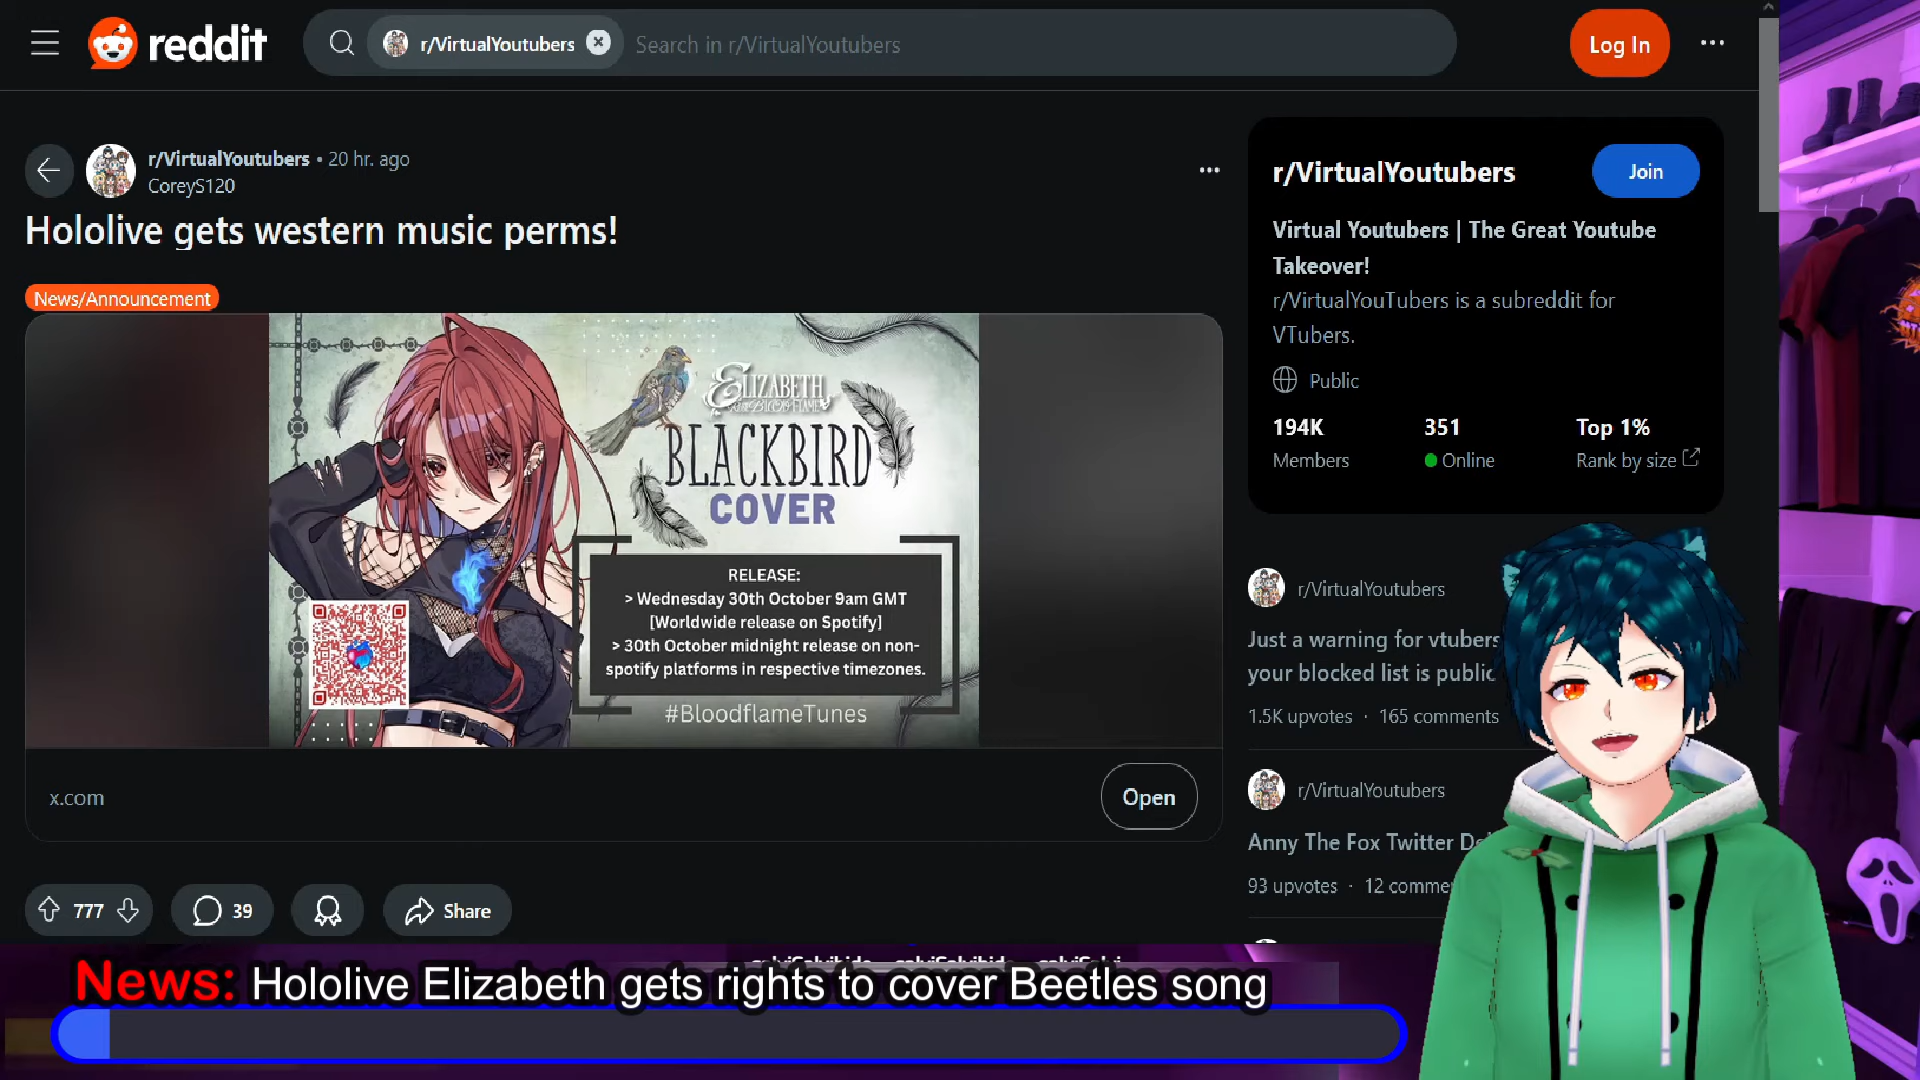 reddit
r/VirtualYoutubers
Search in r/VirtualYoutubers
Log In
r/VirtualYoutubers • 20 hr. ago
CoreyS120
Hololive gets western music perms!
News/Announcement
ELIZABETH
BLACKBIRD
COVER
RELEASE:
> Wednesday 30th October 9am GMT
[Worldwide release on Spotify]
> 30th October midnight release on non-
spotify platforms in respective timezones.
#BloodflameTunes
x.com
Open
777
39
Share
r/VirtualYoutubers
Join
Virtual Youtubers | The Great Youtube
Takeover!
r/VirtualYouTubers is a subreddit for
VTubers.
Public
194K
351
Top 1%
Members
Online
Rank by size
r/VirtualYoutubers
Just a warning for vtubers
your blocked list is public
1.5K upvotes · 165 comments
r/VirtualYoutubers
Anny The Fox Twitter
93 upvotes · 12
News: Hololive Elizabeth gets rights to cover Beetles song